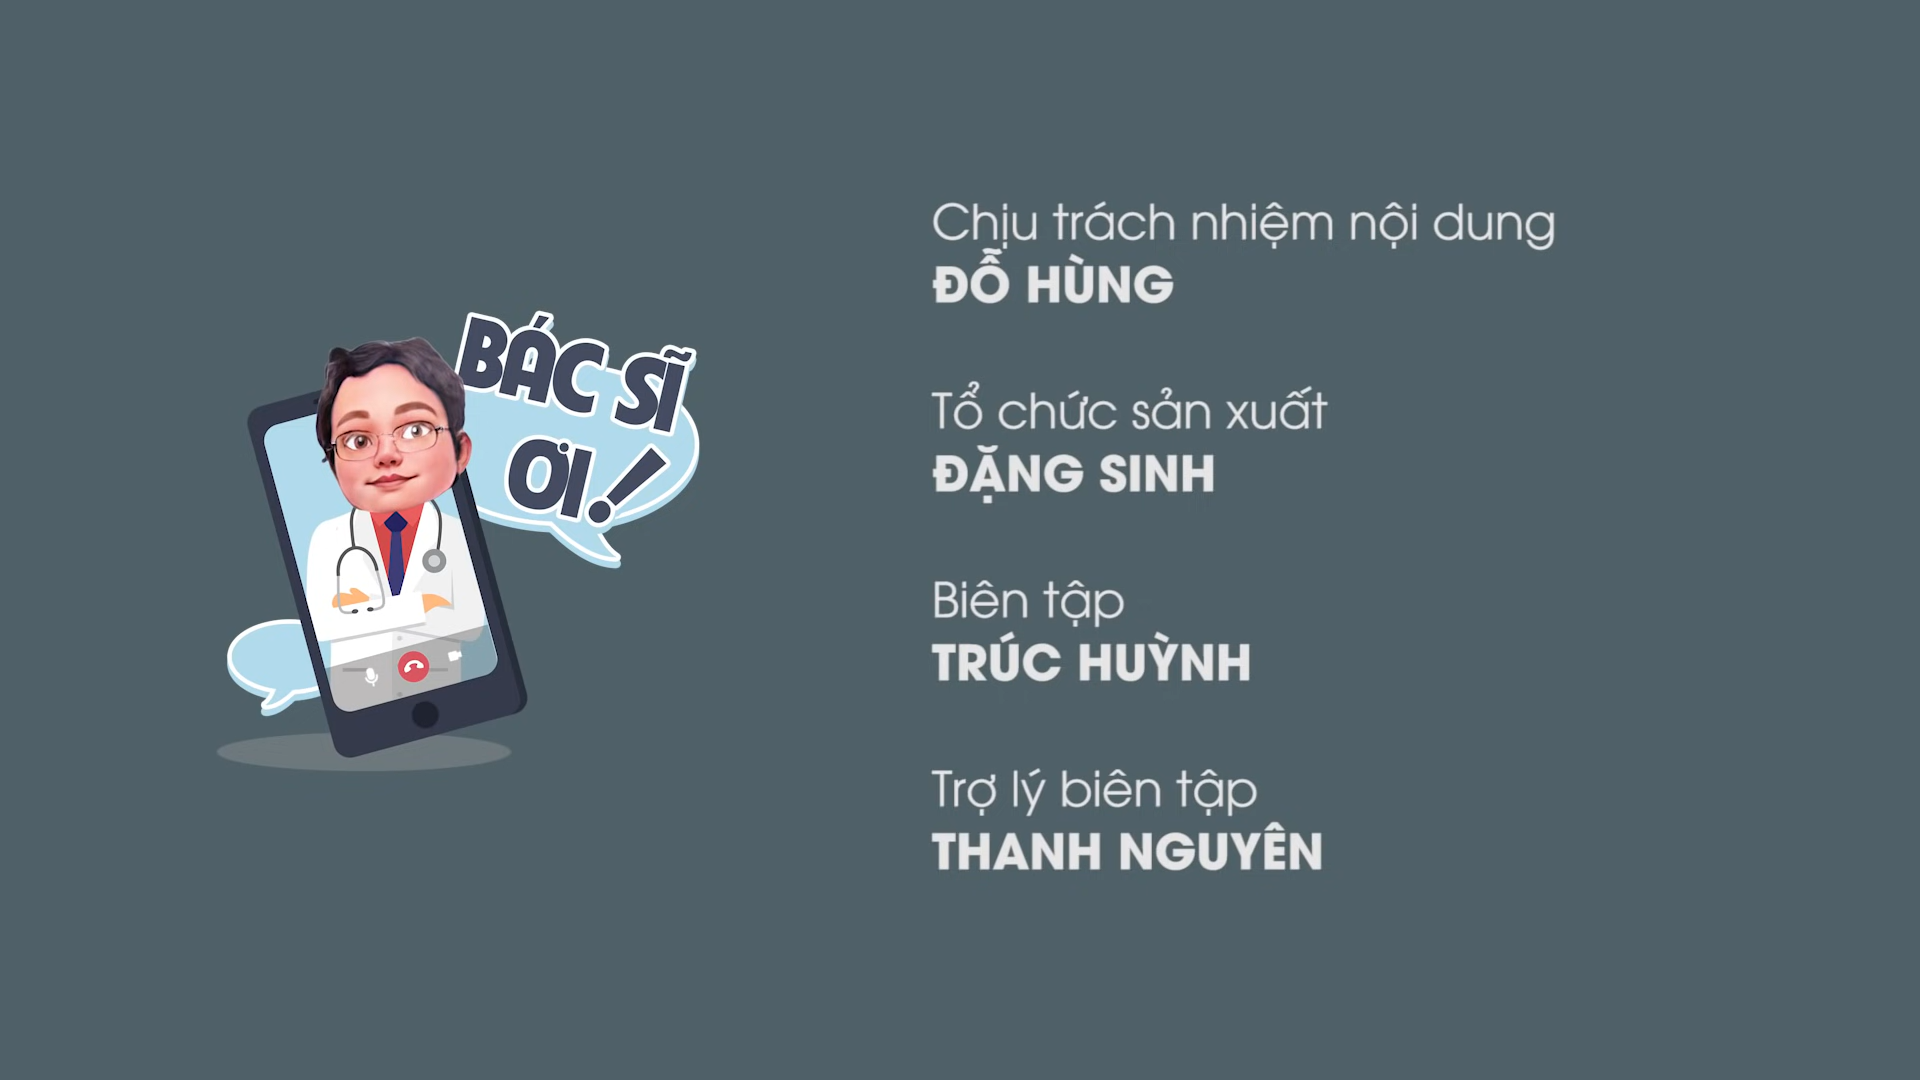 BÁC SĨ
ƠI!
Chịu trách nhiệm nội dung
ĐỖ HÙNG
Tổ chức sản xuất
ĐẶNG SINH
Biên tập
TRÚC HUỲNH
Trợ lý biên tập
THANH NGUYÊN